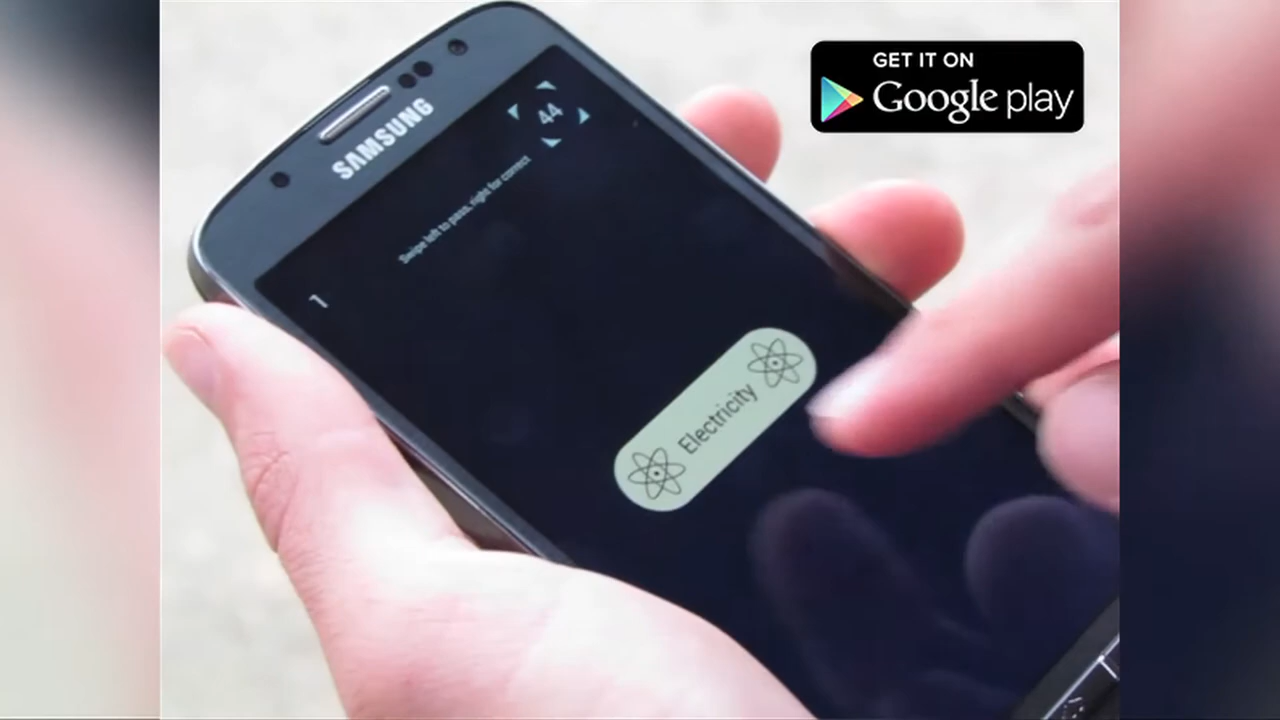 GET IT ON
Google play
SAMSUNG
44
Swipe left to pass, right for correct
1
Electricity